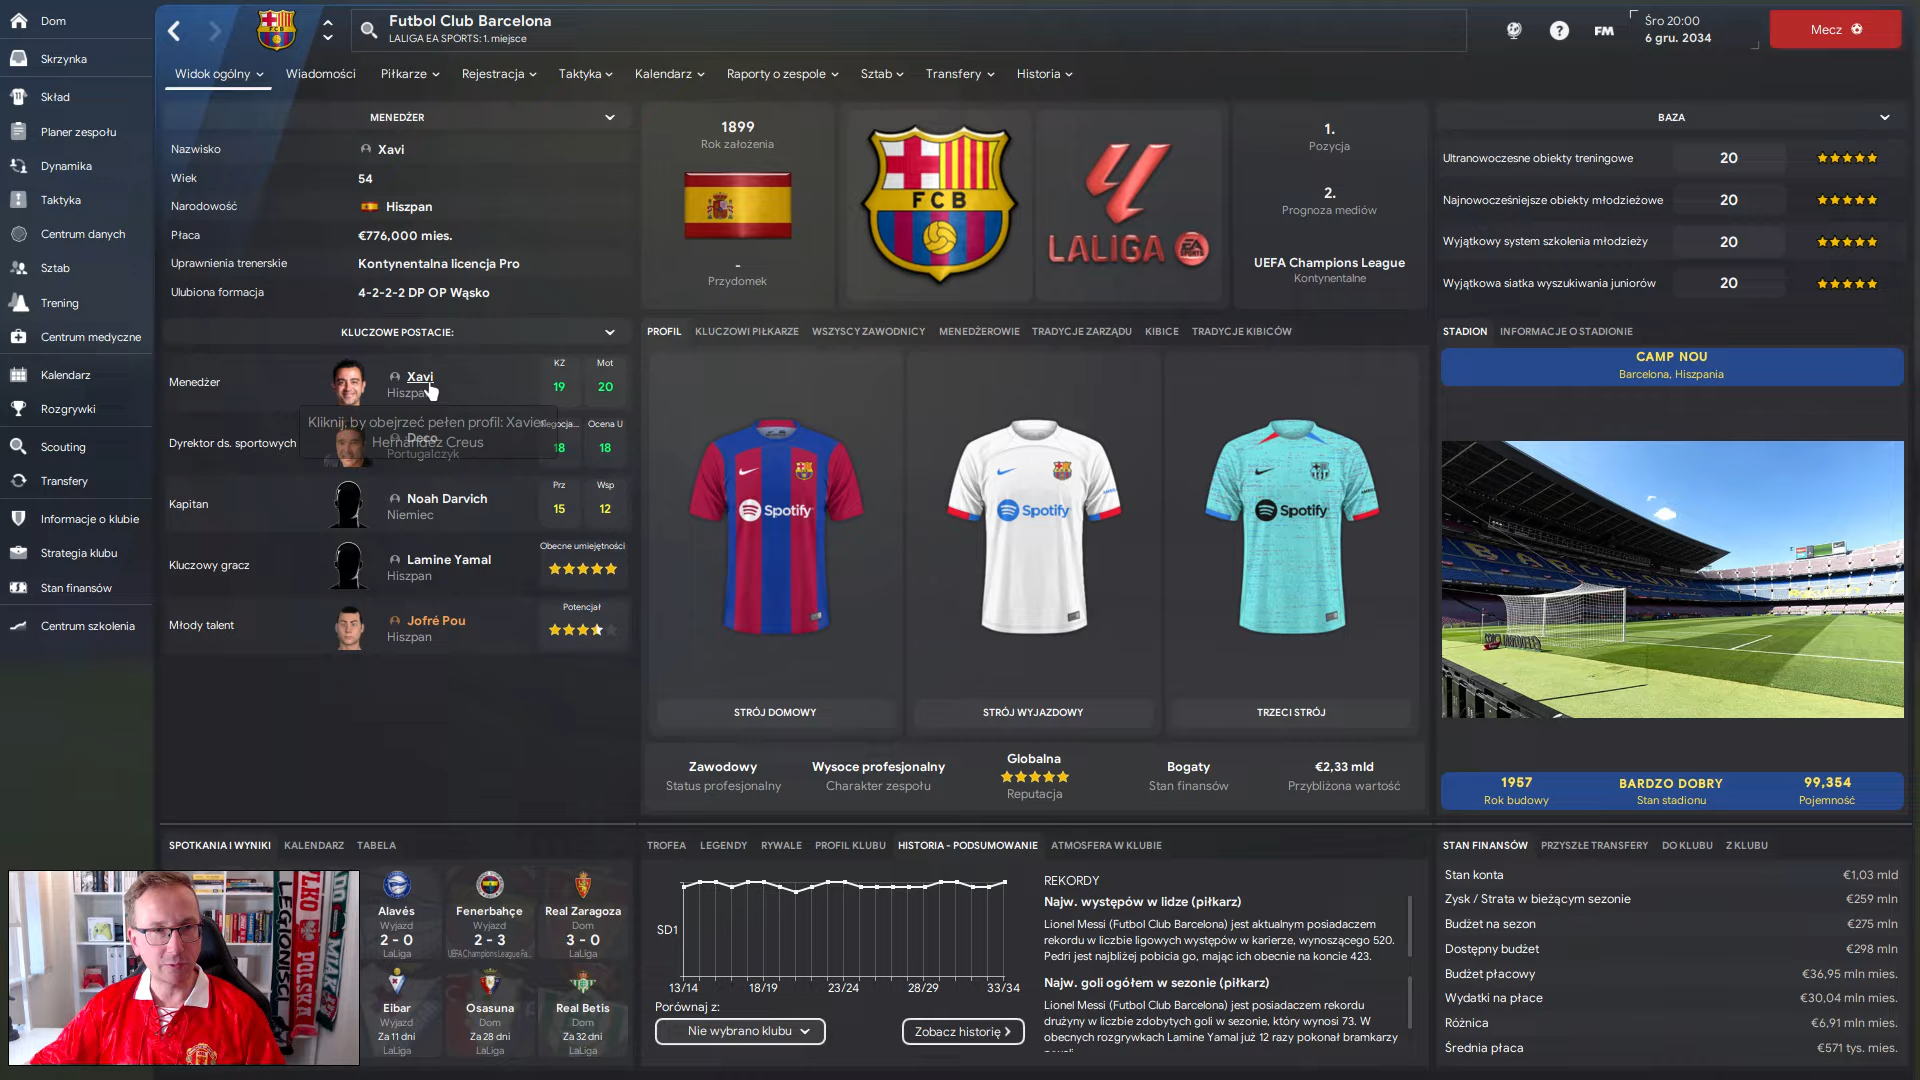 Dom
Skrzynka
Skład
Planer zespołu
Dynamika
Taktyka
Centrum danych
Sztab
Trening
Centrum medyczne
Kalendarz
Rozgrywki
Scouting
Transfery
Informacje o klubie
Strategia klubu
Stan finansów
Centrum szkolenia
Futbol Club Barcelona
LALIGA EA SPORTS: 1. miejsce
FM
Śro 20:00
6 gru. 2034
Mecz
Widok ogólny
Wiadomości
Piłkarze
Rejestracja
Taktyka
Kalendarz
Raporty o zespole
Sztab
Transfery
Historia
MENEDŻER
Nazwisko Xavi
Wiek 54
Narodowość Hiszpan
Płaca €776,000 mies.
Uprawnienia trenerskie Kontynentalna licencja Pro
Ulubiona formacja 4-2-2-2 DP OP Wąsko
KLUCZOWE POSTACIE:
Menedżer
Xavi
KŻ
19
Mot
20
Kliknij, by obejrzeć pełen profil: Xavier
Hernández Creus
Dyrektor ds. sportowych
Deco
Portugalczyk
18
Ocena U
18
Kapitan
Noah Darvich
Niemiec
Prz
15
Wsp
12
Kluczowy gracz
Lamine Yamal
Hiszpan
Obecne umiejętności
Młody talent
Jofré Pou
Hiszpan
Potencjał
1899
Rok założenia
-
Przydomek
FCB
LALIGA
1.
Pozycja
2.
Prognoza mediów
UEFA Champions League
Kontynentalne
BAZA
Ultranowoczesne obiekty treningowe 20
Najnowocześniejsze obiekty młodzieżowe 20
Wyjątkowy system szkolenia młodzieży 20
Wyjątkowa siatka wyszukiwania juniorów 20
PROFIL
KLUCZOWI PIŁKARZE
WSZYSCY ZAWODNICY
MENEDŻEROWIE
TRADYCJE ZARZĄDU
KIBICE
TRADYCJE KIBICÓW
Spotify
Spotify
Spotify
STRÓJ DOMOWY
STRÓJ WYJAZDOWY
TRZECI STRÓJ
Zawodowy
Status profesjonalny
Wysoce profesjonalny
Charakter zespołu
Globalna
Reputacja
Bogaty
Stan finansów
€2,33 mld
Przybliżona wartość
STADION
INFORMACJE O STADIONIE
CAMP NOU
Barcelona, Hiszpania
1957
Rok budowy
BARDZO DOBRY
Stan stadionu
99,354
Pojemność
SPOTKANIA I WYNIKI
KALENDARZ
TABELA
Alavés
Wyjazd
2 - 0
LaLiga
Fenerbahçe
Wyjazd
2 - 3
UEFA Champions League Fa...
Real Zaragoza
Dom
3 - 0
LaLiga
Eibar
Wyjazd
Za 11 dni
LaLiga
Osasuna
Dom
Za 28 dni
LaLiga
Real Betis
Dom
Za 32 dni
LaLiga
TROFEA
LEGENDY
RYWALE
PROFIL KLUBU
HISTORIA - PODSUMOWANIE
ATMOSFERA W KLUBIE
SD1
13/14
18/19
23/24
28/29
33/34
Porównaj z:
Nie wybrano klubu
Zobacz historię
REKORDY
Najw. występów w lidze (piłkarz)
Lionel Messi (Futbol Club Barcelona) jest aktualnym posiadaczem
rekordu w liczbie ligowych występów w karierze, wynoszącego 520.
Pedri jest najbliżej pobicia go, mając ich obecnie na koncie 423.
Najw. goli ogółem w sezonie (piłkarz)
Lionel Messi (Futbol Club Barcelona) jest posiadaczem rekordu
drużyny w liczbie zdobytych goli w sezonie, który wynosi 73. W
obecnych rozgrywkach Lamine Yamal już 12 razy pokonał bramkarzy
STAN FINANSÓW
PRZYSZŁE TRANSFERY
DO KLUBU
Z KLUBU
Stan konta €1,03 mld
Zysk / Strata w bieżącym sezonie €259 mln
Budżet na sezon €275 mln
Dostępny budżet €298 mln
Budżet płacowy €36,95 mln mies.
Wydatki na płace €30,04 mln mies.
Różnica €6,91 mln mies.
Średnia płaca €571 tys. mies.